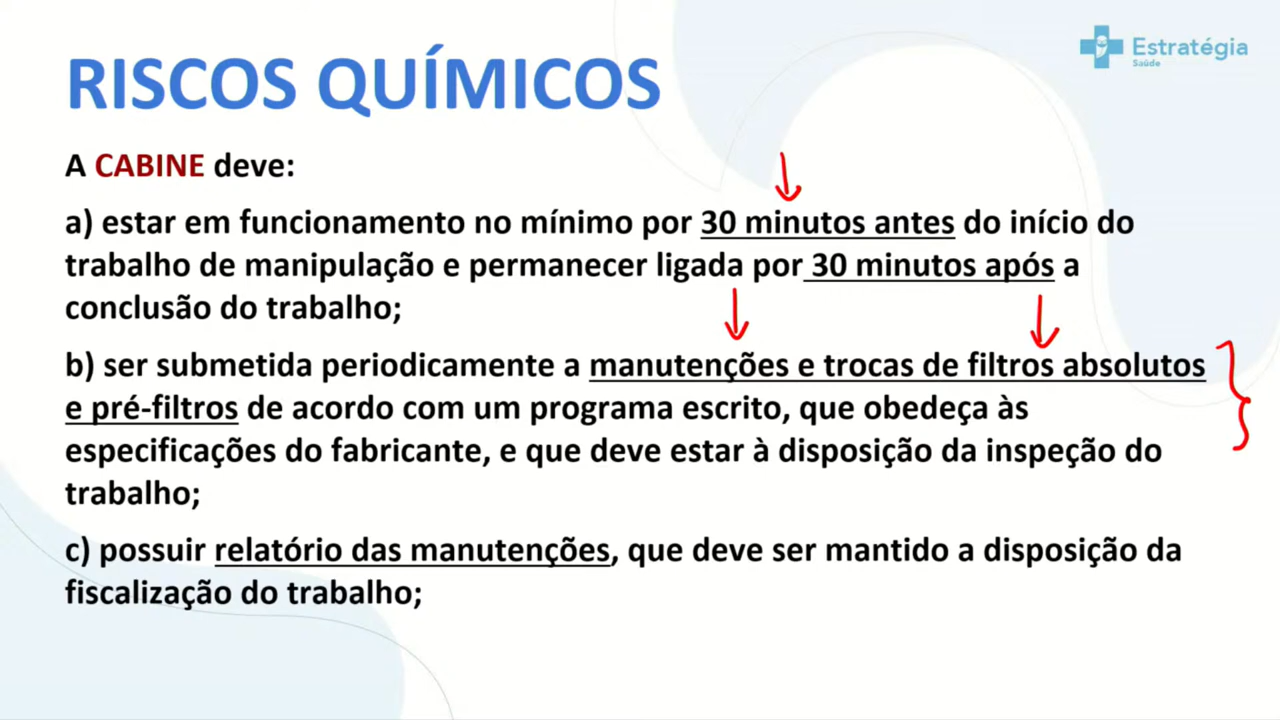 Estratégia
Saúde
RISCOS QUÍMICOS
A CABINE deve:
a) estar em funcionamento no mínimo por 30 minutos antes do início do
trabalho de manipulação e permanecer ligada por 30 minutos após a
conclusão do trabalho;
b) ser submetida periodicamente a manutenções e trocas de filtros absolutos
e pré-filtros de acordo com um programa escrito, que obedeça às
especificações do fabricante, e que deve estar à disposição da inspeção do
trabalho;
c) possuir relatório das manutenções, que deve ser mantido a disposição da
fiscalização do trabalho;